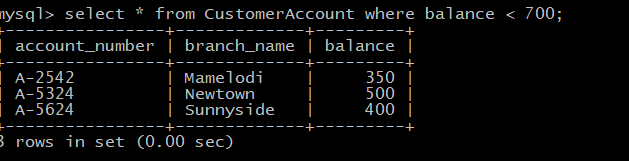 mysql> select * from CustomerAccount where balance < 700;
+----------------+-------------+---------+
| account_number | branch_name | balance |
+----------------+-------------+---------+
| A-2542         | Mamelodi    |     350 |
| A-5324         | Newtown     |     500 |
| A-5624         | Sunnyside   |     400 |
+----------------+-------------+---------+
3 rows in set (0.00 sec)